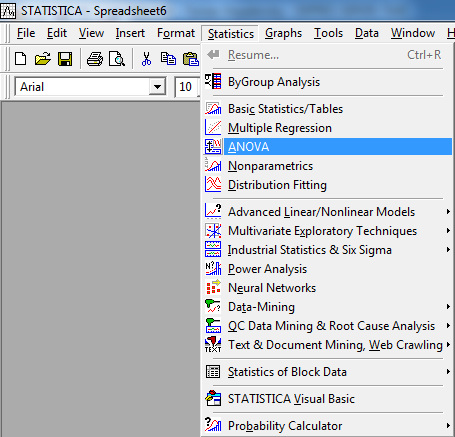 STATISTICA - Spreadsheet6
File Edit View Insert Format Statistics Graphs Tools Data Window H
Resume... Ctrl+R
Arial 10
ByGroup Analysis
Basic Statistics/Tables
Multiple Regression
ANOVA
Nonparametrics
Distribution Fitting
Advanced Linear/Nonlinear Models
Multivariate Exploratory Techniques
Industrial Statistics & Six Sigma
Power Analysis
Neural Networks
Data-Mining
QC Data Mining & Root Cause Analysis
Text & Document Mining, Web Crawling
Statistics of Block Data
STATISTICA Visual Basic
Probability Calculator